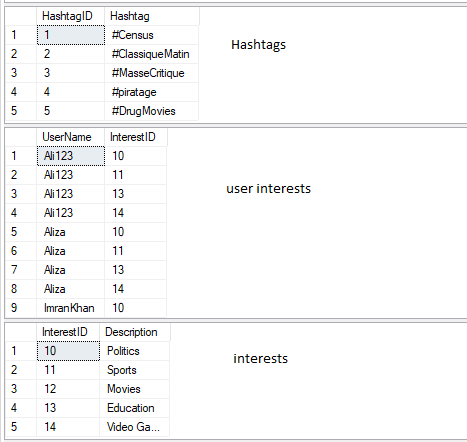 HashtagID Hashtag
1 1 #Census
2 2 #ClassiqueMatin
3 3 #MasseCritique
4 4 #piratage
5 5 #DrugMovies
Hashtags
UserName InterestID
1 Ali123 10
2 Ali123 11
3 Ali123 13
4 Ali123 14
5 Aliza 10
6 Aliza 11
7 Aliza 13
8 Aliza 14
9 ImranKhan 10
user interests
InterestID Description
1 10 Politics
2 11 Sports
3 12 Movies
4 13 Education
5 14 Video Ga...
interests